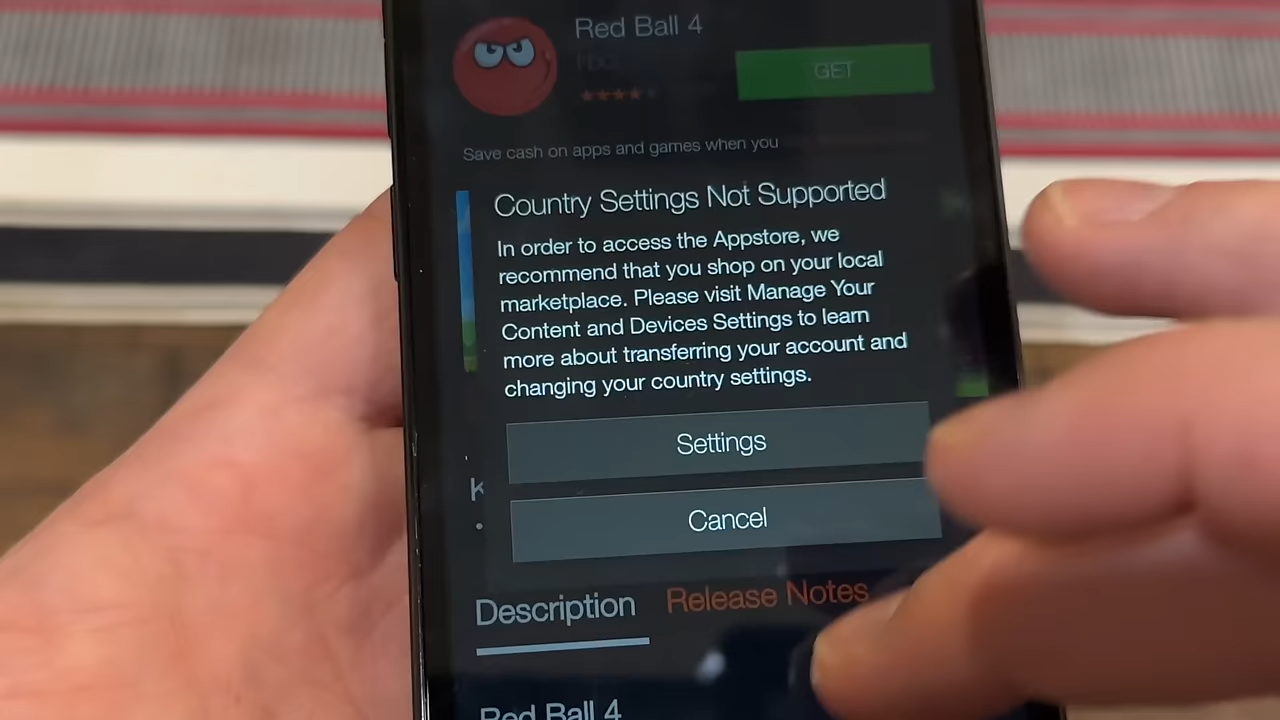 Red Ball 4
GET
Save cash on apps and games when you
Country Settings Not Supported
In order to access the Appstore, we
recommend that you shop on your local
marketplace. Please visit Manage Your
Content and Devices Settings to learn
more about transferring your account and
changing your country settings.
K
Settings
Cancel
Description
Release Notes
Red Ball 4